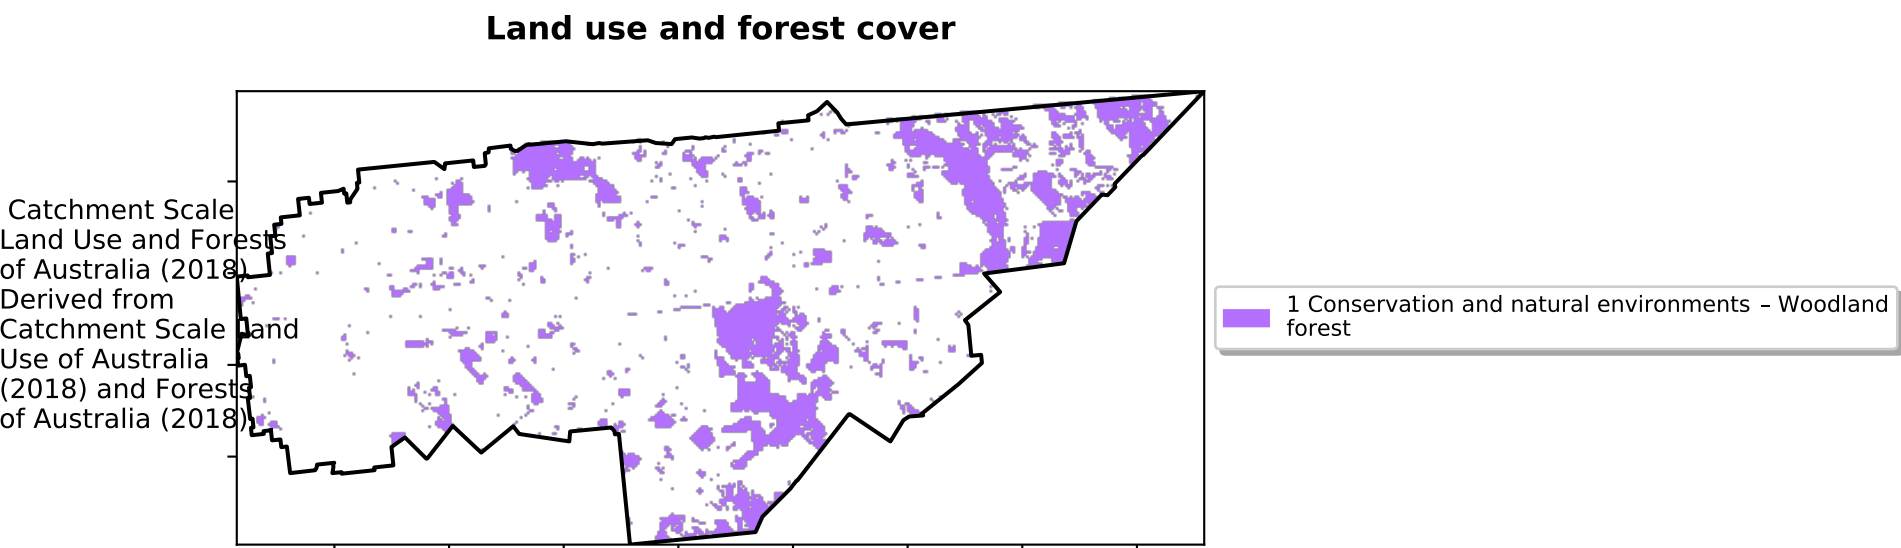 Land use and forest cover
Catchment Scale
Land Use and Forests
of Australia (2018)
Derived from
Catchment Scale Land
Use of Australia
(2018) and Forests
of Australia (2018)
1 Conservation and natural environments – Woodland
forest